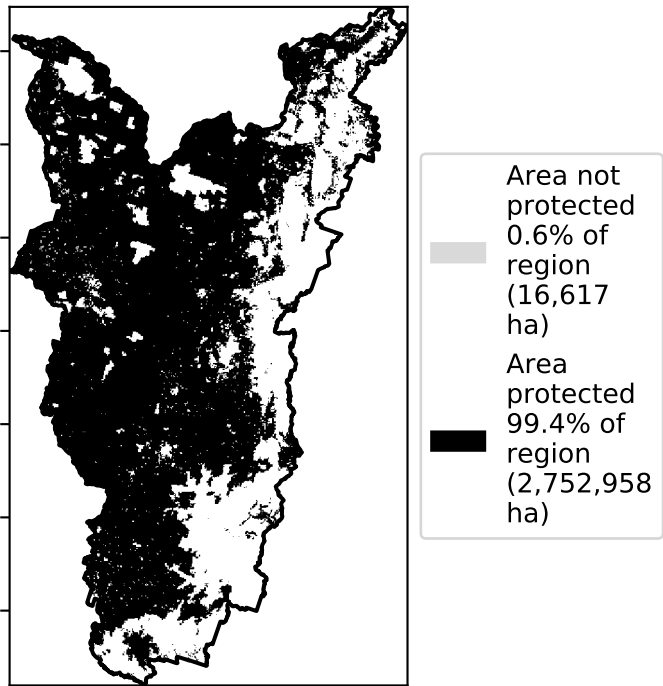 Area not
protected
0.6% of
region
(16,617
ha)
Area
protected
99.4% of
region
(2,752,958
ha)